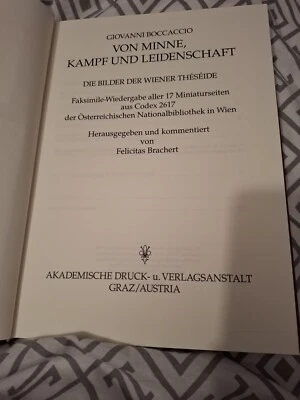 GIOVANNI BOCCACCIO
VON MINNE,
KAMPF UND LEIDENSCHAFT
DIE BILDER DER WIENER THÉSÉIDE
Faksimile-Wiedergabe aller 17 Miniaturseiten
aus Codex 2617
der Österreichischen Nationalbibliothek in Wien
Herausgegeben und kommentiert
von
Felicitas Brachert
AKADEMISCHE DRUCK- u. VERLAGSANSTALT
GRAZ/AUSTRIA